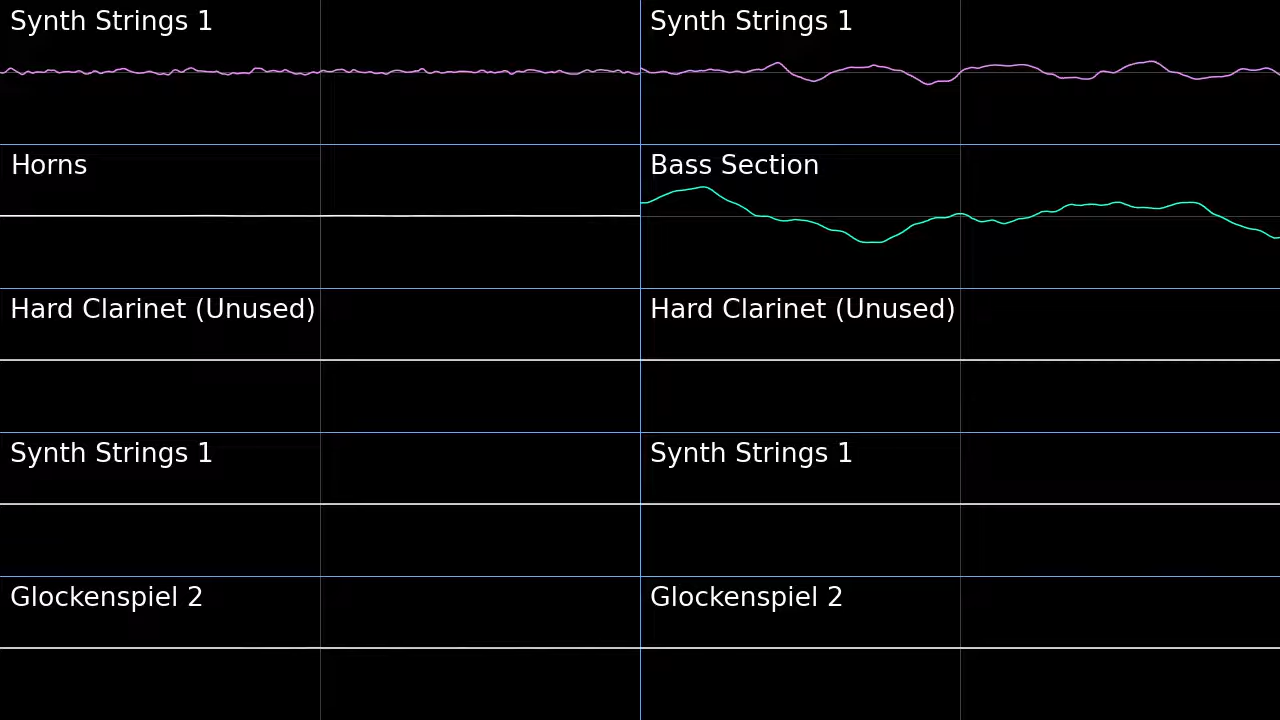 Synth Strings 1
Synth Strings 1
Horns
Bass Section
Hard Clarinet (Unused)
Hard Clarinet (Unused)
Synth Strings 1
Synth Strings 1
Glockenspiel 2
Glockenspiel 2